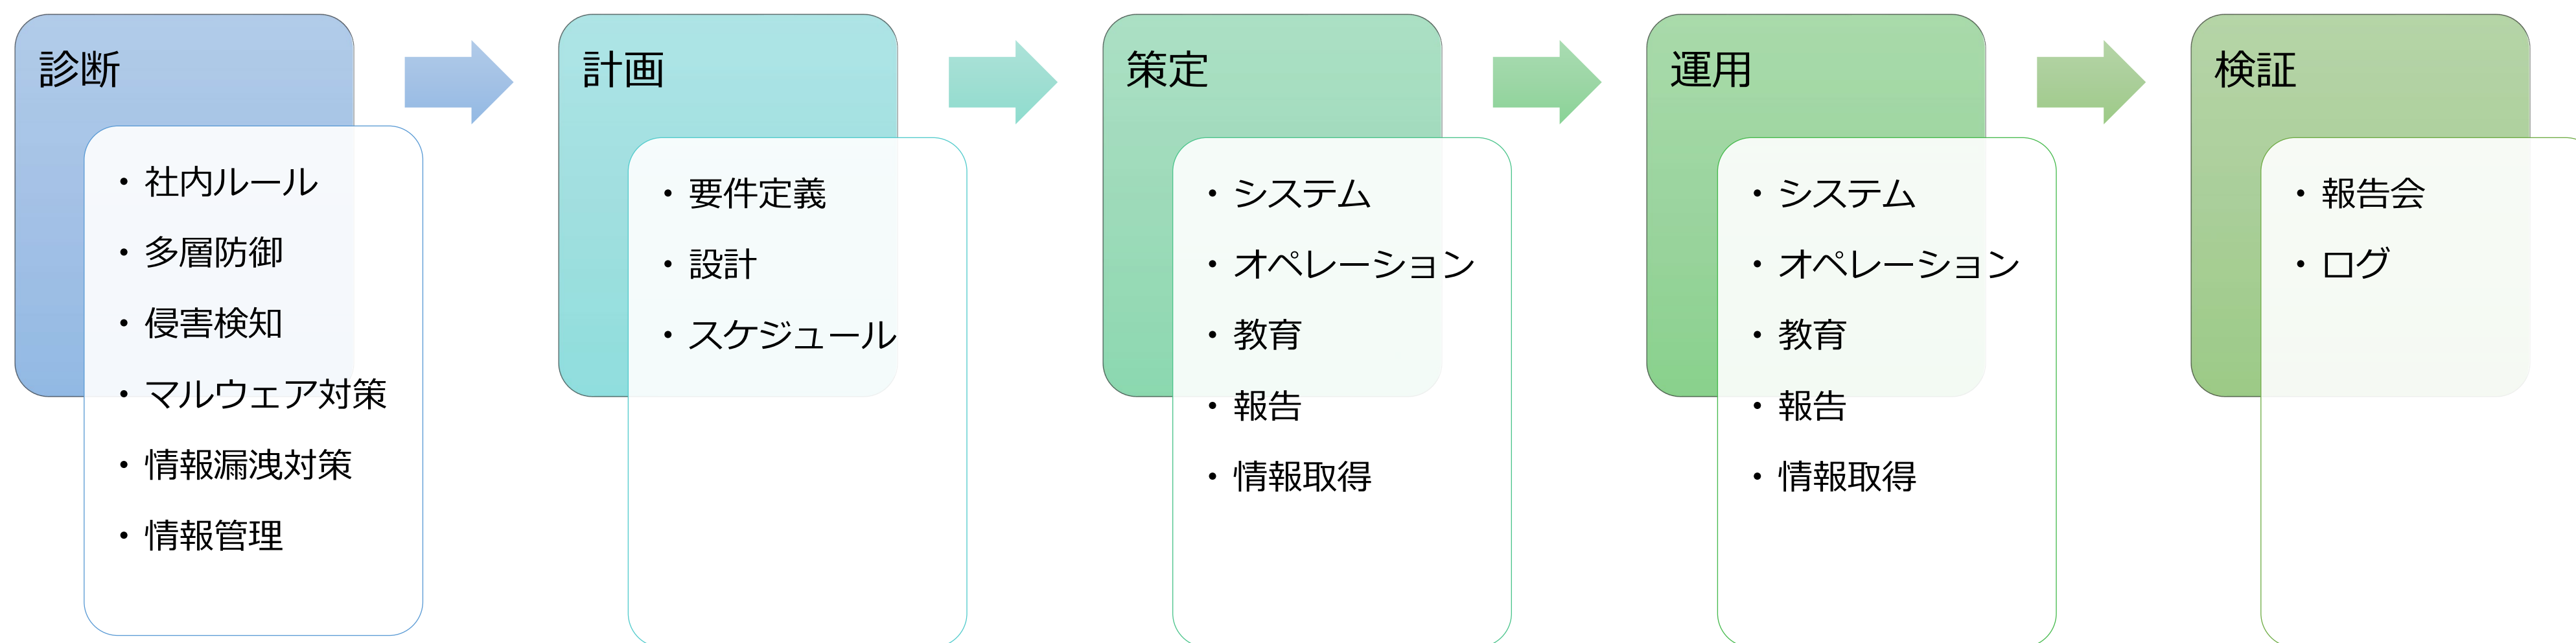 診断
・社内ルール
・多層防御
・侵害検知
・マルウェア対策
・情報漏洩対策
・情報管理
計画
・要件定義
・設計
・スケジュール
策定
・システム
・オペレーション
・教育
・報告
・情報取得
運用
・システム
・オペレーション
・教育
・報告
・情報取得
検証
・報告会
・ログ